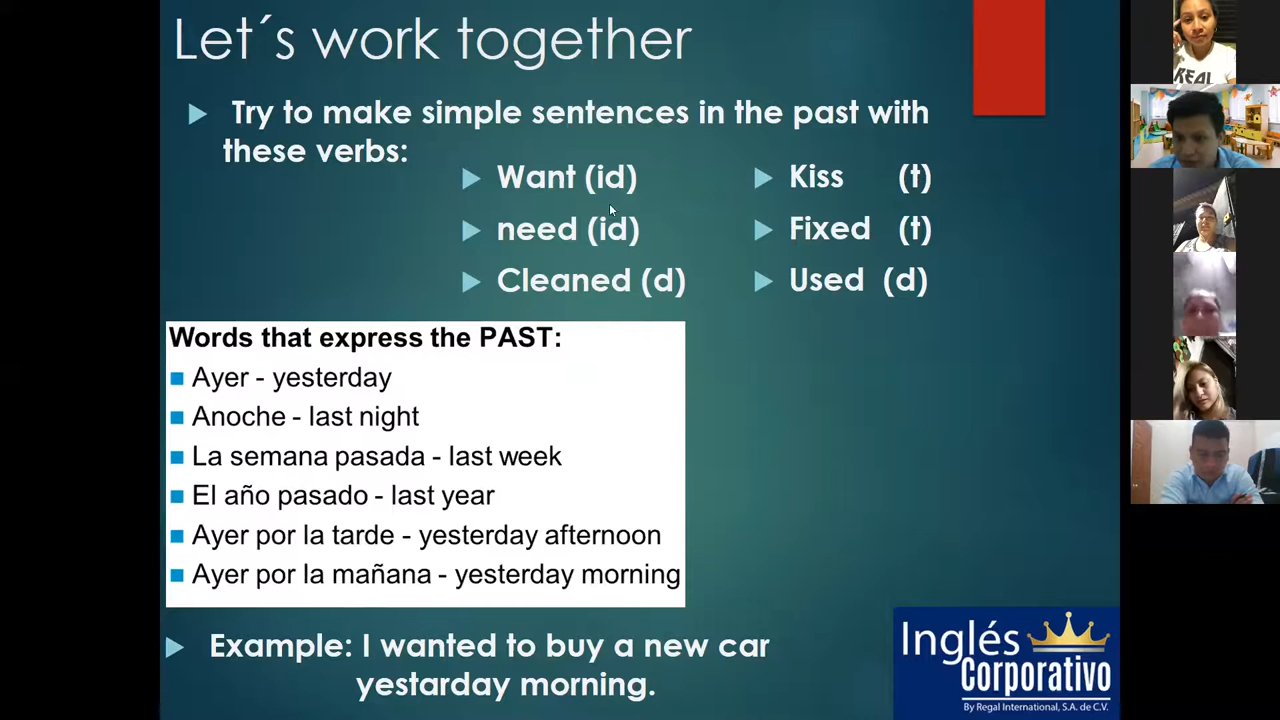 Let´s work together
Try to make simple sentences in the past with
these verbs:
Want (id)
need (id)
Cleaned (d)
Kiss (t)
Fixed (t)
Used (d)
Words that express the PAST:
Ayer - yesterday
Anoche - last night
La semana pasada - last week
El año pasado - last year
Ayer por la tarde - yesterday afternoon
Ayer por la mañana - yesterday morning
Example: I wanted to buy a new car
yestarday morning.
Inglés
Corporativo
By Regal International, S.A. de C.V.
REAL